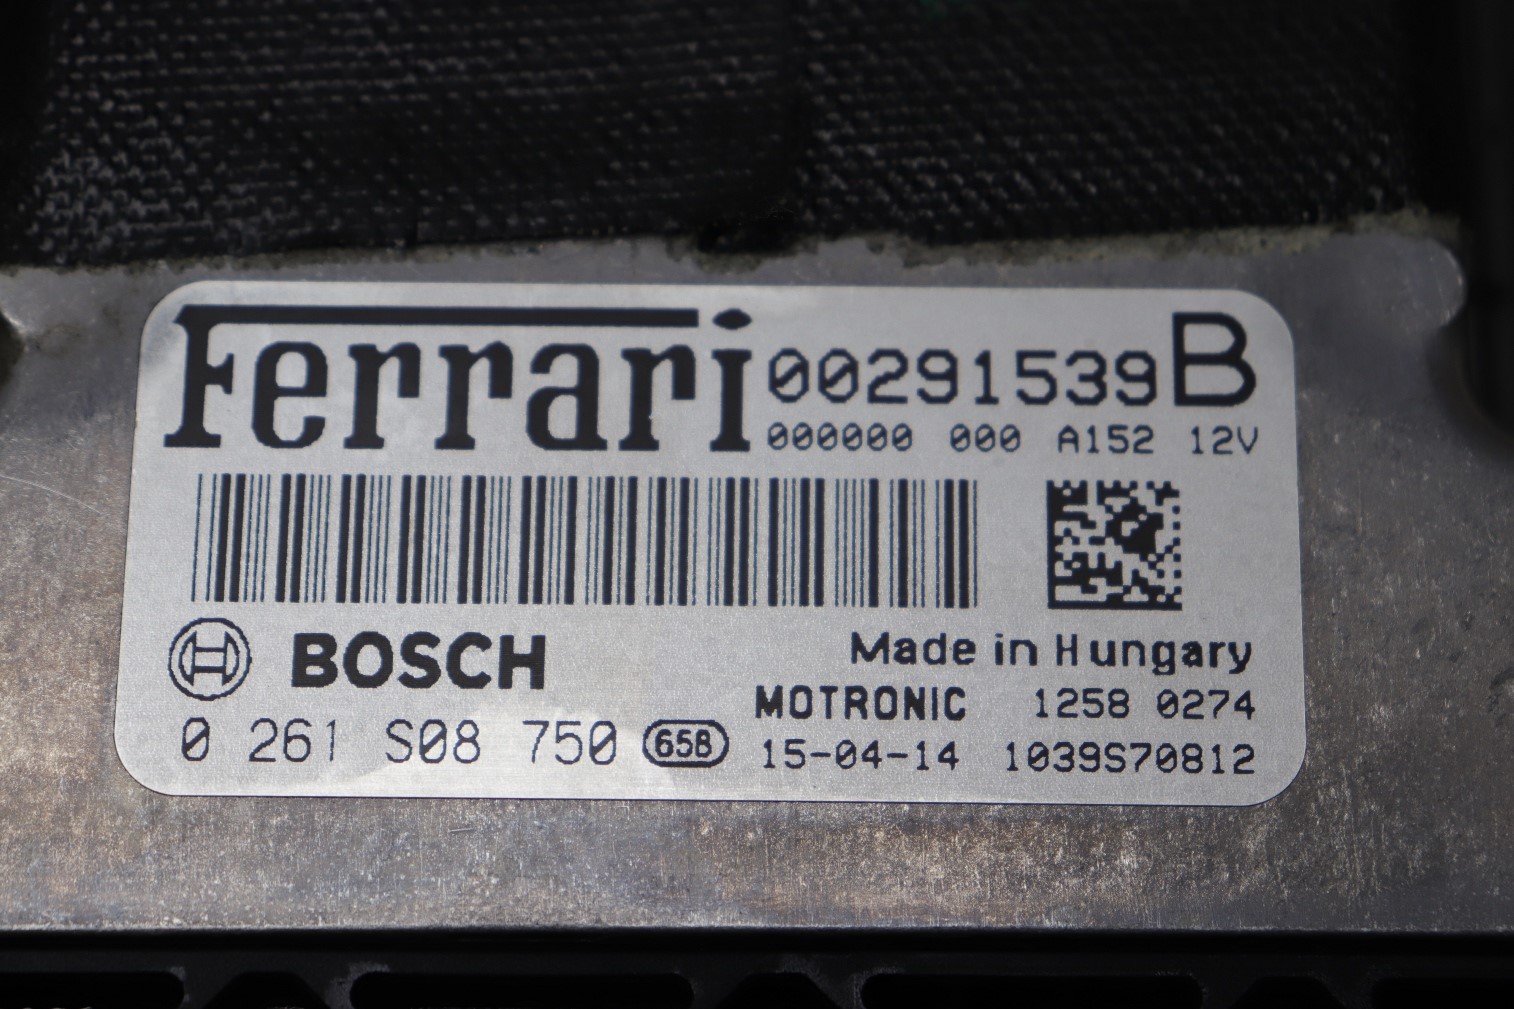 Ferrari 00291539 B
000000 000 A152 12V
BOSCH Made in Hungary
MOTRONIC 1258 0274
0 261 S08 750 658 15-04-14 1039S70812